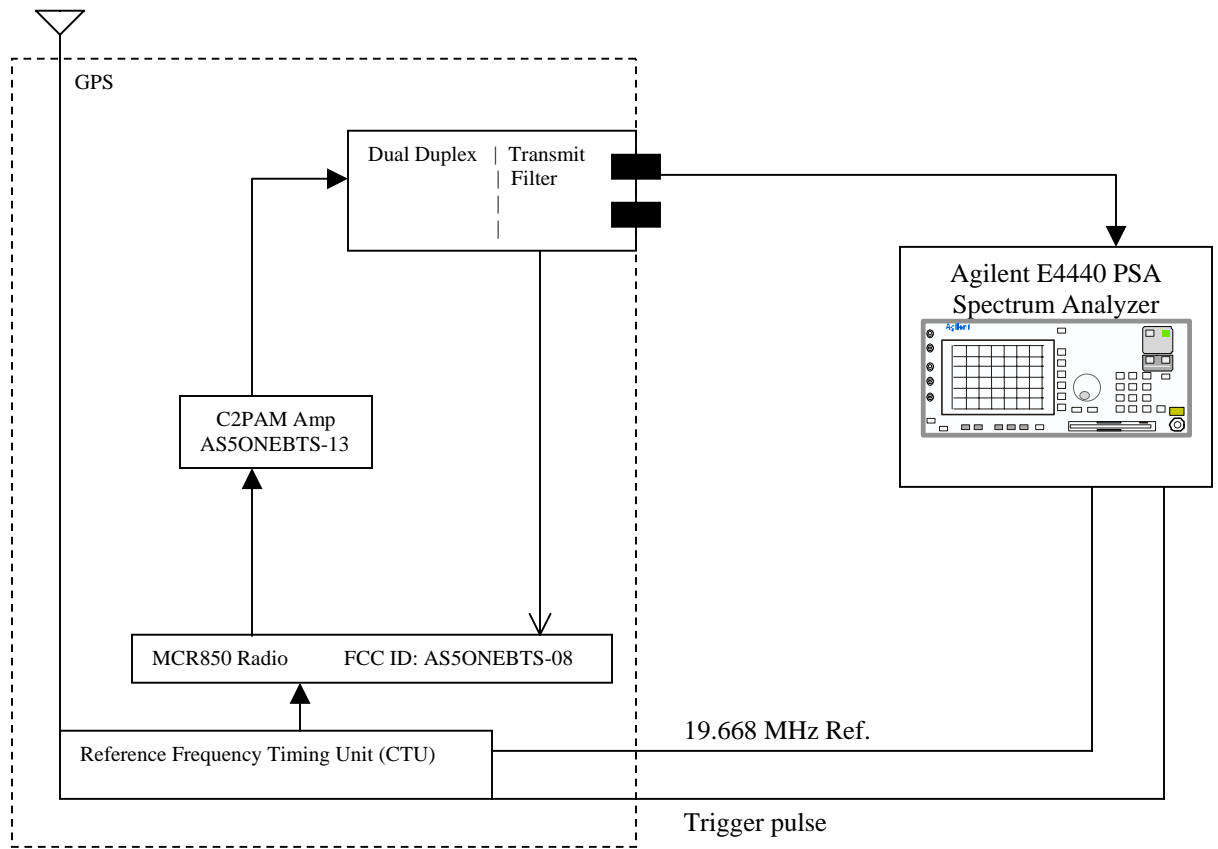 GPS
Dual Duplex | Transmit
| Filter
|
|
Agilent E4440 PSA
Spectrum Analyzer
Agilent
C2PAM Amp
AS5ONEBTS-13
MCR850 Radio FCC ID: AS5ONEBTS-08
19.668 MHz Ref.
Reference Frequency Timing Unit (CTU)
Trigger pulse